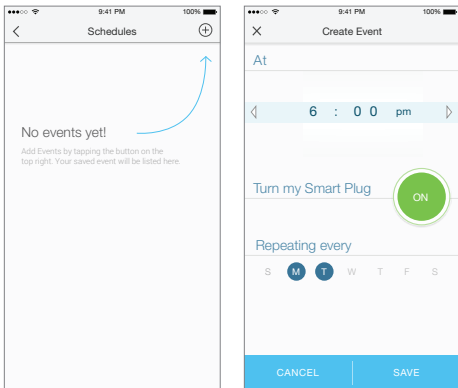 9:41 PM 100%
Schedules
No events yet!
Add Events by tapping the button on the
top right. Your saved event will be listed here.
9:41 PM 100%
Create Event
At
6 : 0 0 pm
Turn my Smart Plug
ON
Repeating every
S M T W T F S
CANCEL SAVE